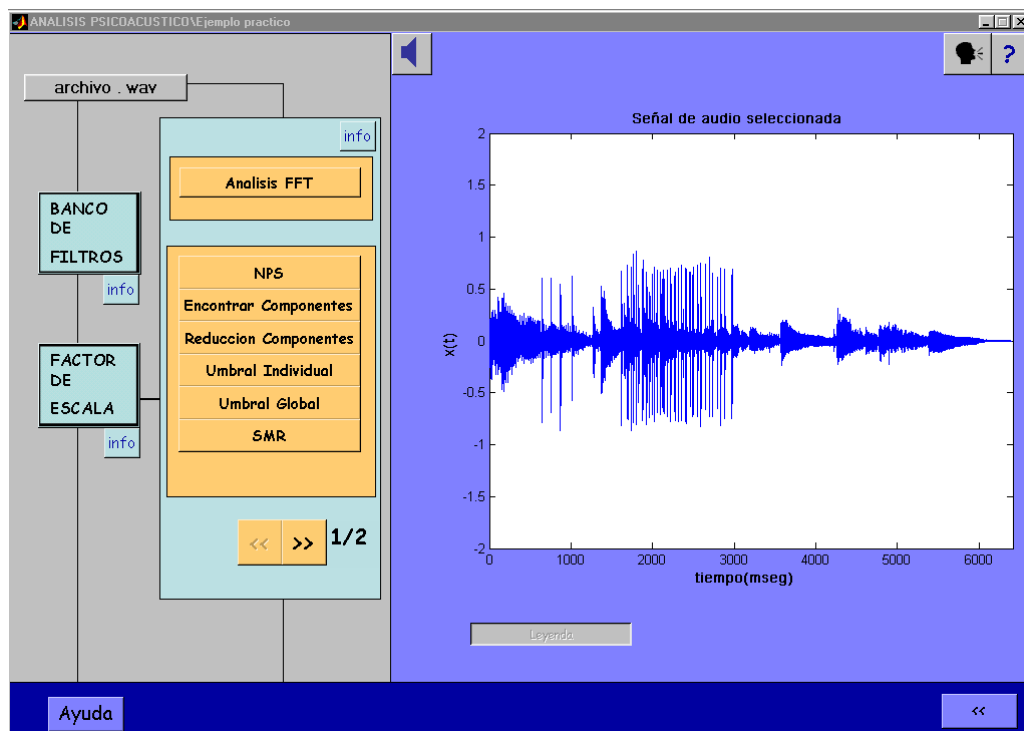 ANALISIS PSICOACUSTICO\Ejemplo practico
archivo . wav
info
Analisis FFT
BANCO
DE
FILTROS
info
NPS
Encontrar Componentes
Reduccion Componentes
Umbral Individual
Umbral Global
SMR
FACTOR
DE
ESCALA
info
<< >> 1/2
?
Señal de audio seleccionada
2
1.5
1
0.5
0
-0.5
-1
-1.5
-2
x(t)
0 1000 2000 3000 4000 5000 6000
tiempo(mseg)
Leyenda
Ayuda
<<